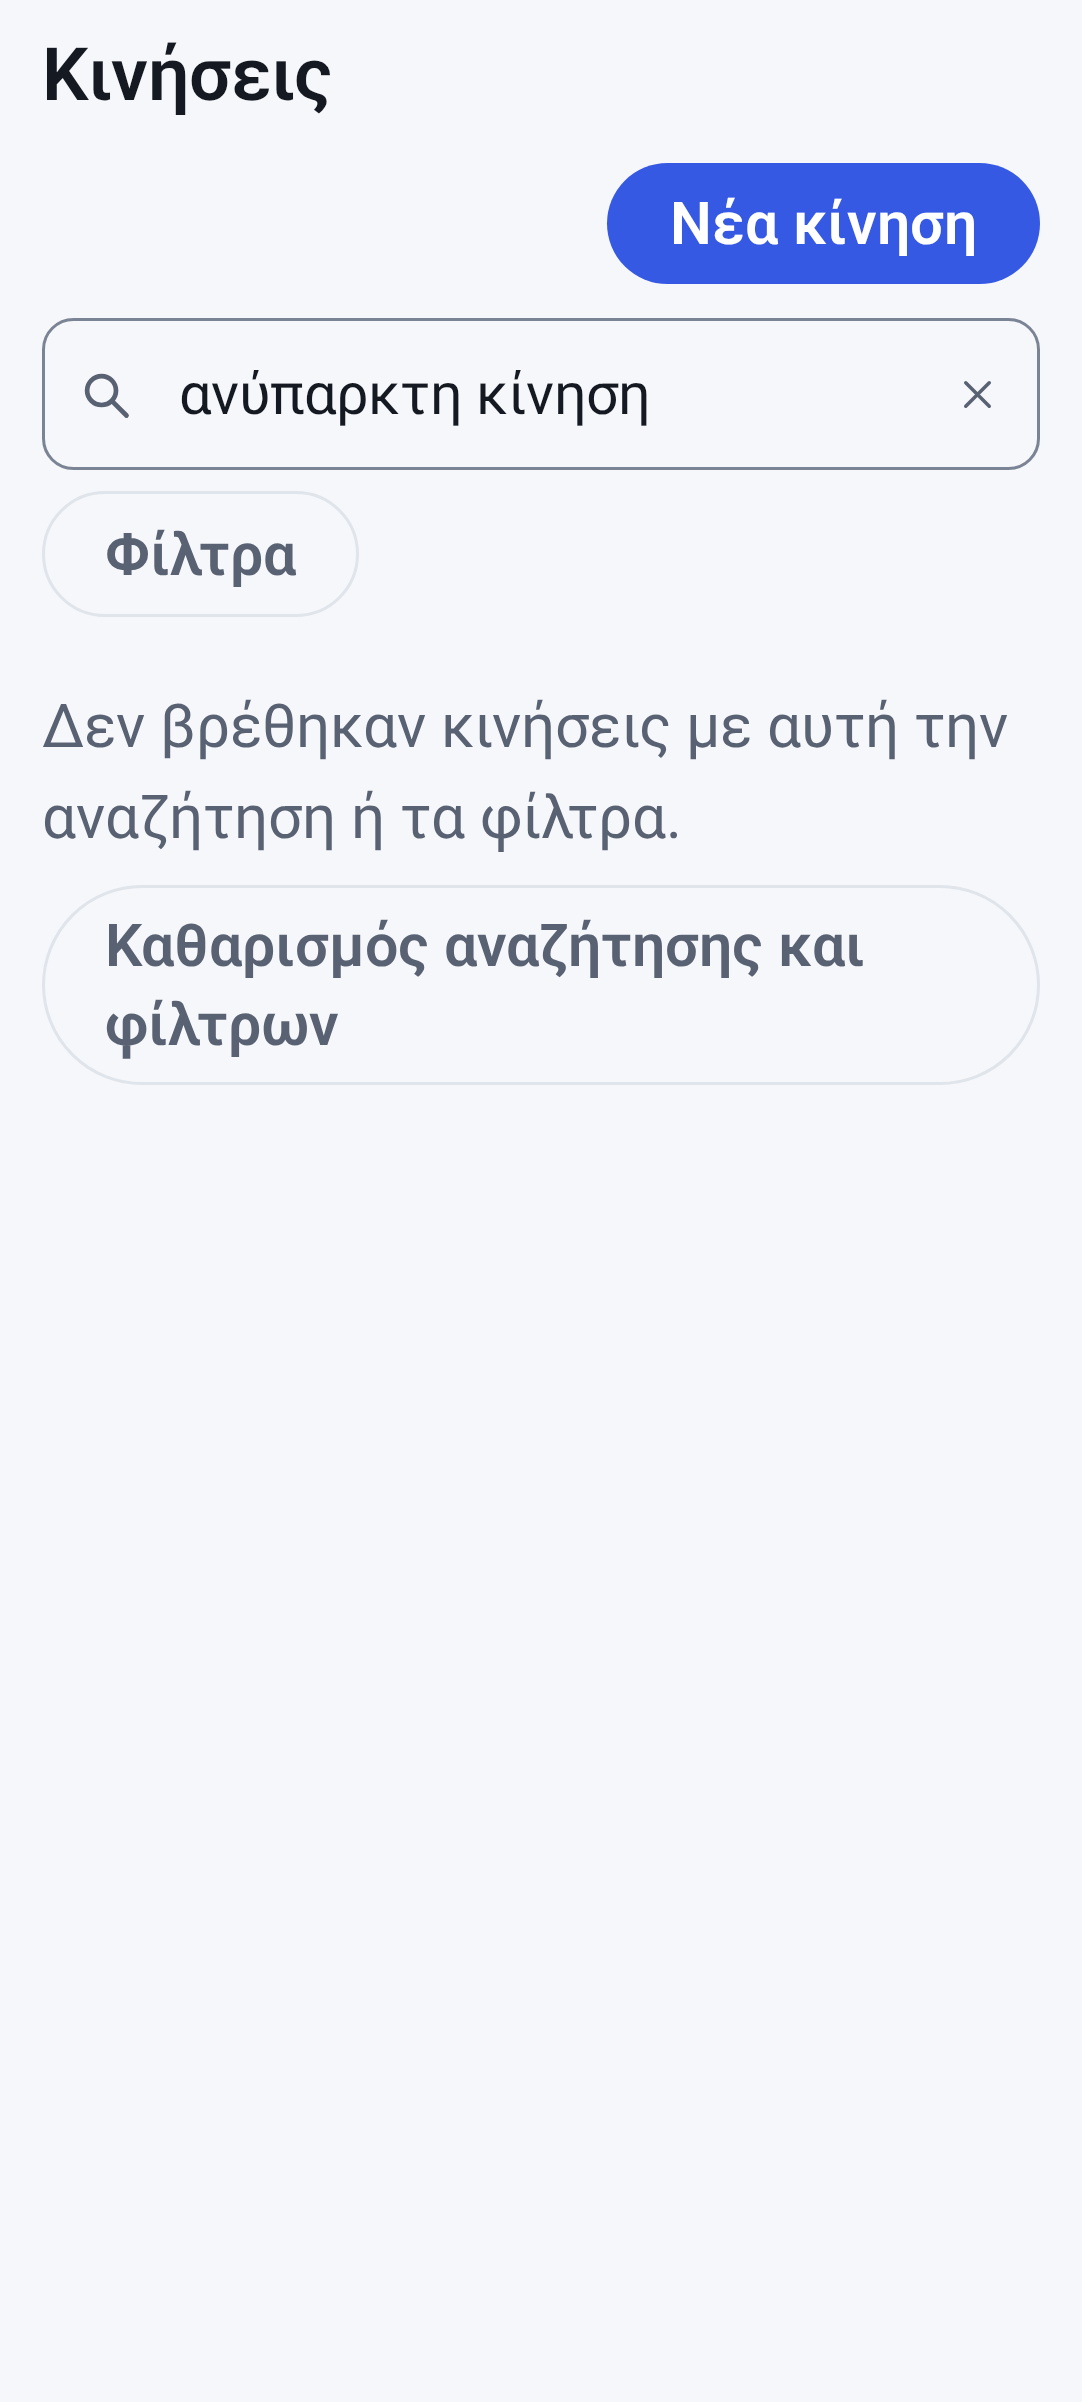 Κινήσεις
Νέα κίνηση
ανύπαρκτη κίνηση
Φίλτρα
Δεν βρέθηκαν κινήσεις με αυτή την
αναζήτηση ή τα φίλτρα.
Καθαρισμός αναζήτησης και
φίλτρων